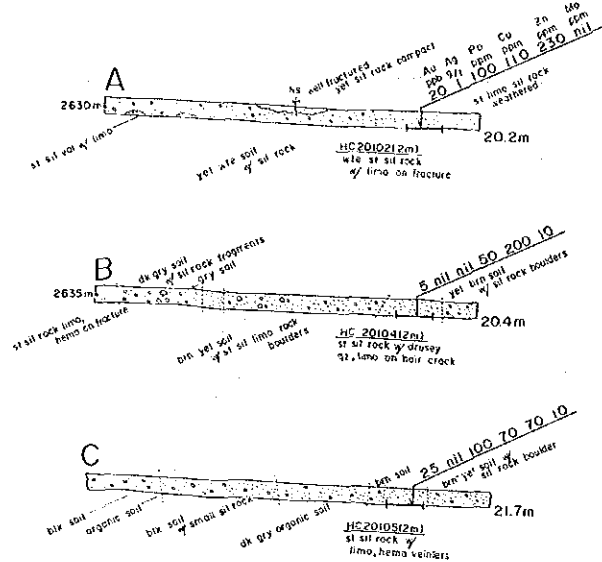 Au Ag Pb Cu Zn Mo
ppb g/t ppm ppm ppm ppm
20 1 100 110 230 nil
A
well fractured
yel sil rock compact
2630m
st limo sil rock
weathered
20.2m
st sil vol w/ limo
yel wte soil
w/ sil rock
HC20102(2m)
wte st sil rock
w/ limo on fracture
B
dk gry soil
w/ sil rock fragments
gry soil
5 nil nil 50 200 10
yel brn soil
w/ sil rock boulders
2635m
20.4m
st sil rock limo,
hema on fracture
brn yel soil
w/ st sil limo rock
bourders
HC 20104(2m)
st sil rock w/ drusey
qz, limo on hair crack
C
25 nil 100 70 70 10
brn soil
brn yel soil w/
sil rock boulder
21.7m
blk soil
organic soil
blk soil
w/ small sil rock
dk gry organic soil
HC20105(2m)
st sil rock w/
limo, hema veinlers